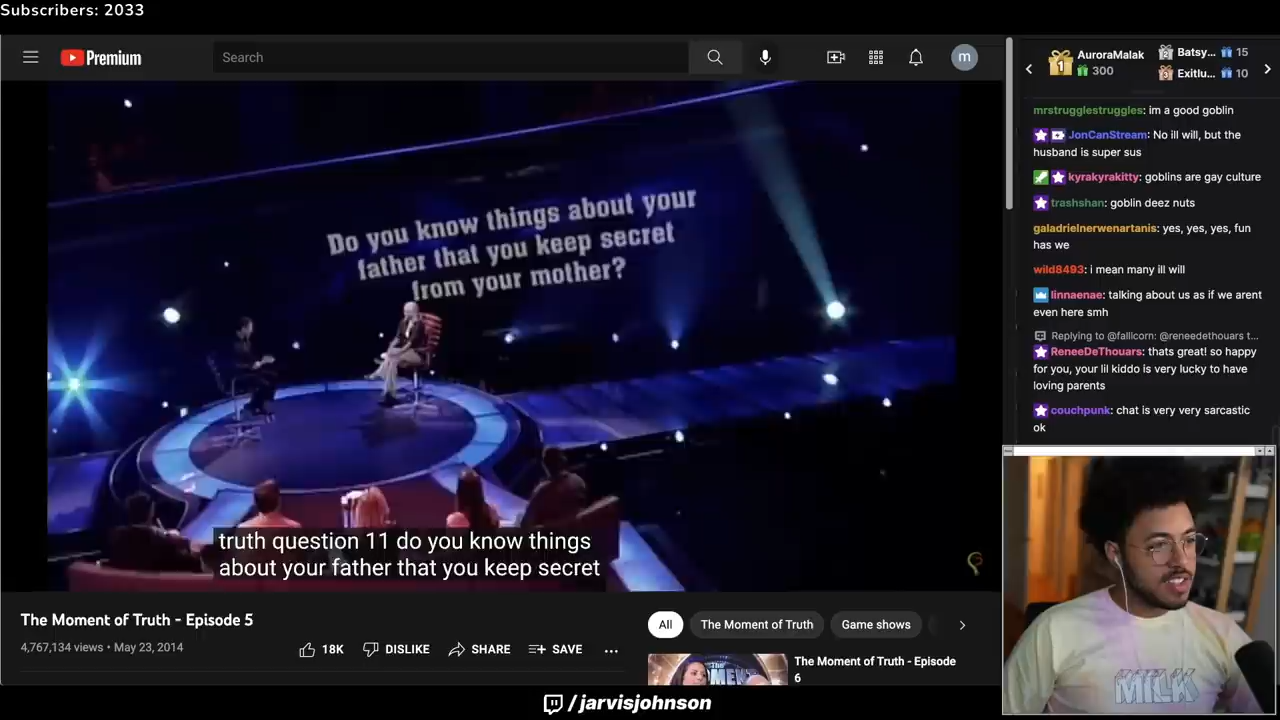 Subscribers: 2033
Premium
Search
m
Do you know things about your
father that you keep secret
from your mother?
truth question 11 do you know things
about your father that you keep secret
The Moment of Truth - Episode 5
4,767,134 views • May 23, 2014
18K
DISLIKE
SHARE
SAVE
All
The Moment of Truth
Game shows
The Moment of Truth - Episode
6
/jarvisjohnson
1
AuroraMalak
300
2
Batsy... 15
3
Exitlu... 10
mrstrugglestruggles: im a good goblin
JonCanStream: No ill will, but the
husband is super sus
kyrakyrakitty: goblins are gay culture
trashshan: goblin deez nuts
galadrielnerwenartanis: yes, yes, yes, fun
has we
wild8493: i mean many ill will
linnaenae: talking about us as if we arent
even here smh
Replying to @falllcorn: @reneedethours t...
ReneeDeThouars: thats great! so happy
for you, your lil kiddo is very lucky to have
loving parents
couchpunk: chat is very very sarcastic
ok
MILK